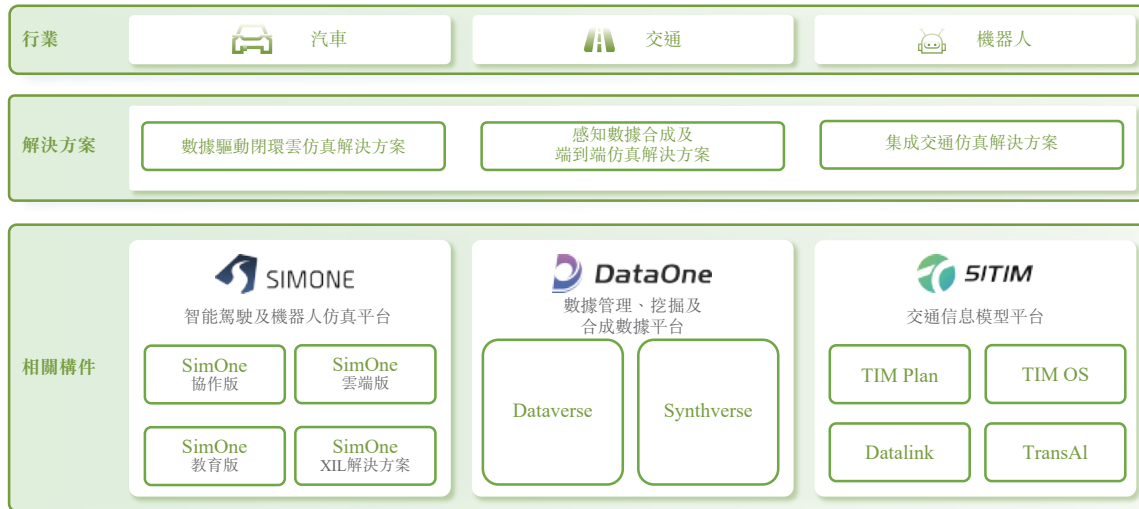 行業
汽車
交通
機器人
解決方案
數據驅動閉環雲仿真解決方案
感知數據合成及
端到端仿真解決方案
集成交通仿真解決方案
相關構件
SIMONE
智能駕駛及機器人仿真平台
SimOne
協作版
SimOne
雲端版
SimOne
教育版
SimOne
XIL解決方案
DataOne
數據管理、挖掘及
合成數據平台
Dataverse
Synthverse
51TIM
交通信息模型平台
TIM Plan
TIM OS
Datalink
TransAl